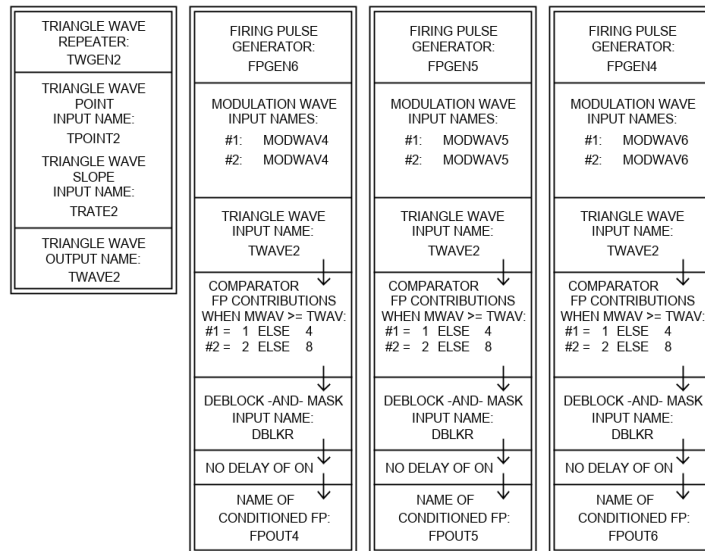 TRIANGLE WAVE
REPEATER:
TWGEN2
TRIANGLE WAVE
POINT
INPUT NAME:
TPOINT2
TRIANGLE WAVE
SLOPE
INPUT NAME:
TRATE2
TRIANGLE WAVE
OUTPUT NAME:
TWAVE2
FIRING PULSE
GENERATOR:
FPGEN6
MODULATION WAVE
INPUT NAMES:
#1: MODWAV4
#2: MODWAV4
TRIANGLE WAVE
INPUT NAME:
TWAVE2
COMPARATOR
FP CONTRIBUTIONS
WHEN MWAV >= TWAV:
#1 = 1 ELSE 4
#2 = 2 ELSE 8
DEBLOCK -AND- MASK
INPUT NAME:
DBLKR
NO DELAY OF ON
NAME OF
CONDITIONED FP:
FPOUT4
FIRING PULSE
GENERATOR:
FPGEN5
MODULATION WAVE
INPUT NAMES:
#1: MODWAV5
#2: MODWAV5
TRIANGLE WAVE
INPUT NAME:
TWAVE2
COMPARATOR
FP CONTRIBUTIONS
WHEN MWAV >= TWAV:
#1 = 1 ELSE 4
#2 = 2 ELSE 8
DEBLOCK -AND- MASK
INPUT NAME:
DBLKR
NO DELAY OF ON
NAME OF
CONDITIONED FP:
FPOUT5
FIRING PULSE
GENERATOR:
FPGEN4
MODULATION WAVE
INPUT NAMES:
#1: MODWAV6
#2: MODWAV6
TRIANGLE WAVE
INPUT NAME:
TWAVE2
COMPARATOR
FP CONTRIBUTIONS
WHEN MWAV >= TWAV:
#1 = 1 ELSE 4
#2 = 2 ELSE 8
DEBLOCK -AND- MASK
INPUT NAME:
DBLKR
NO DELAY OF ON
NAME OF
CONDITIONED FP:
FPOUT6